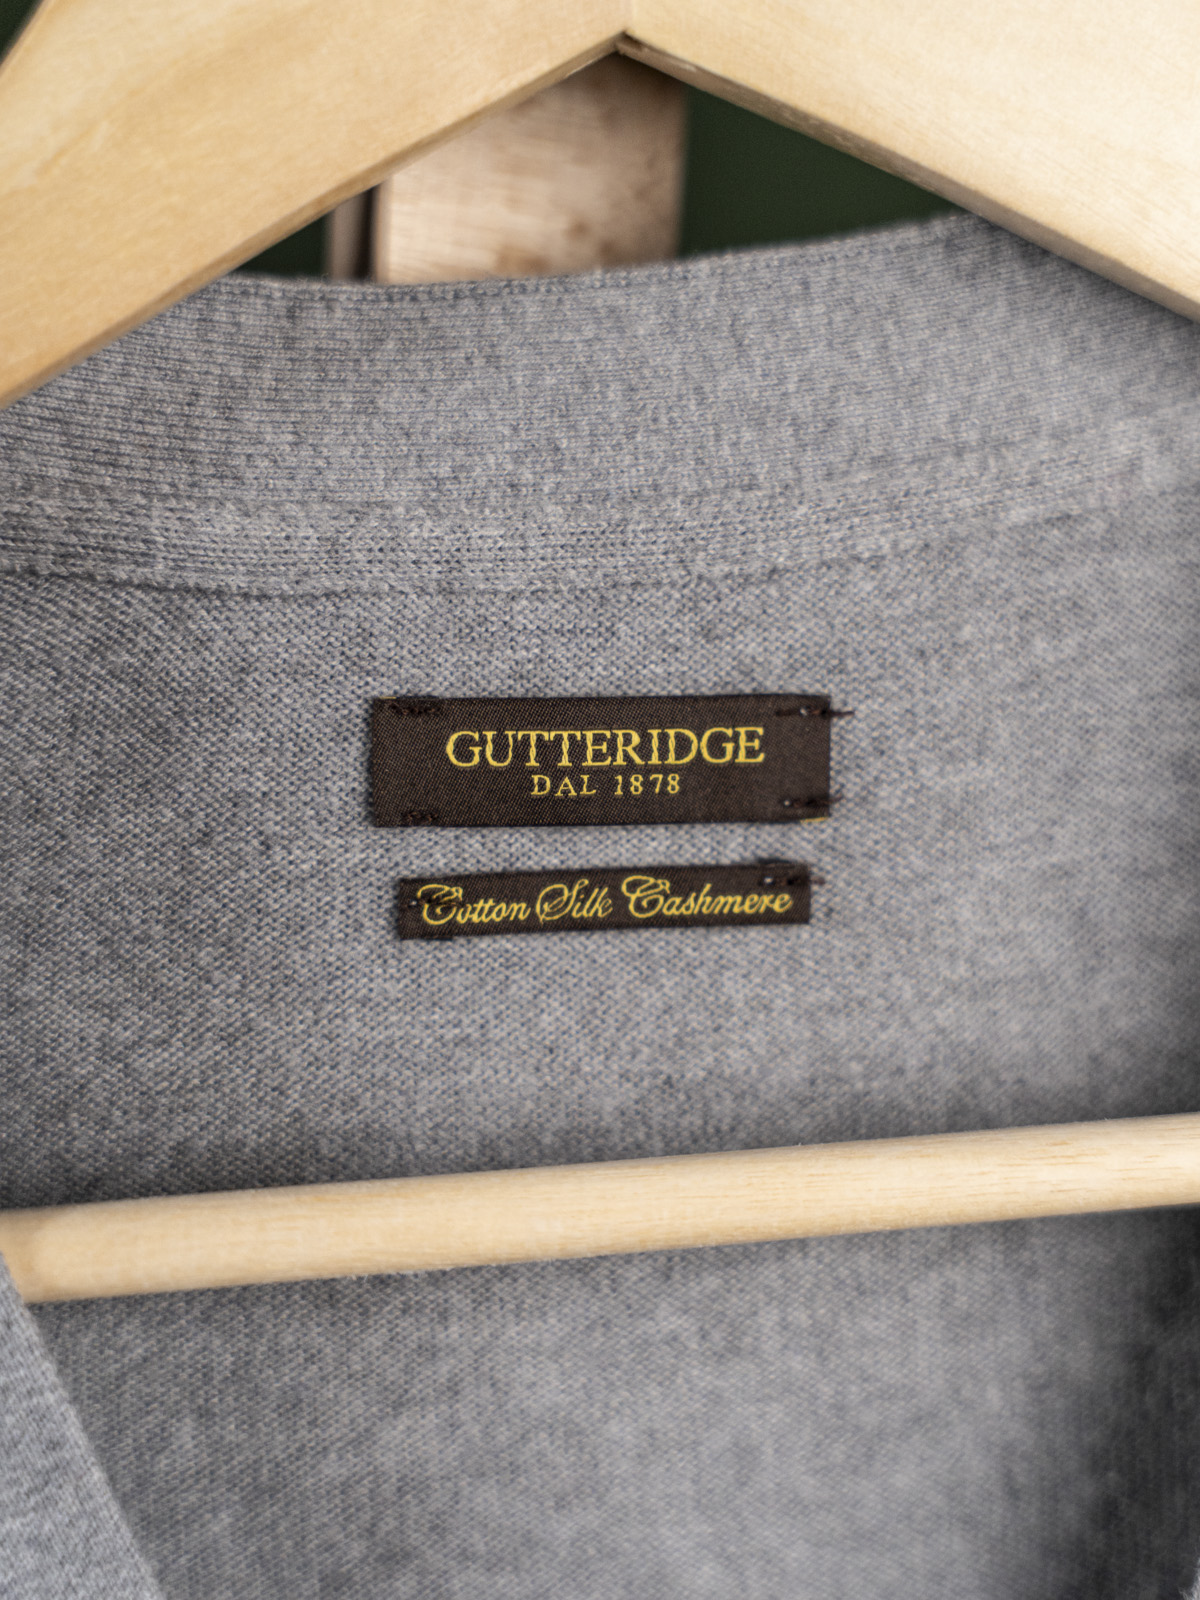 GUTTERIDGE
DAL 1878
Cotton Silk Cashmere